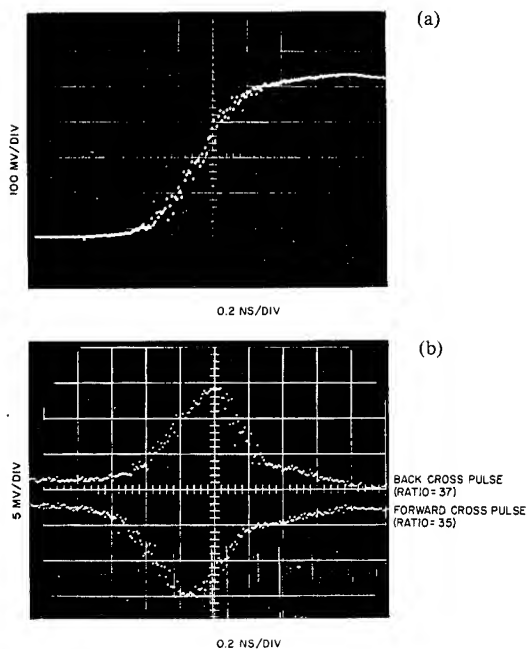 (a)
100 MV/DIV
0.2 NS/DIV
(b)
5 MV/DIV
BACK CROSS PULSE
(RATIO = 37)
FORWARD CROSS PULSE
(RATIO = 35)
0.2 NS/DIV